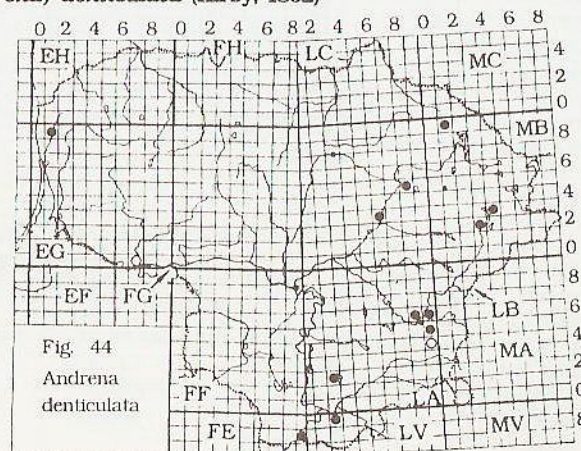 denticulata (Kirby, 1802)
0 2 4 6 8 0 2 4 6 8 2 4 6 8 0 2 4 6 8
EH FH LC MC
4
2
0
MB
8
6
4
2
0
EG
8
EF FG LB
6
MA
4
2
0
Fig. 44
Andrena
denticulata
FF LA
FE LV MV
8